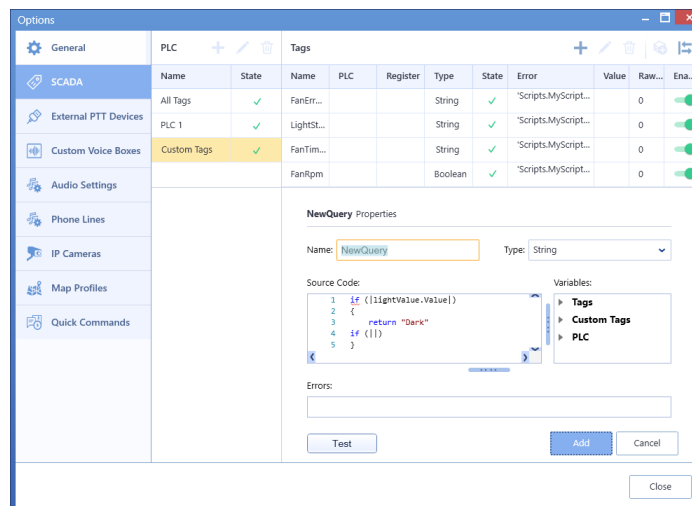 Options
General
SCADA
External PTT Devices
Custom Voice Boxes
Audio Settings
Phone Lines
IP Cameras
Map Profiles
Quick Commands
PLC
Name State
All Tags
PLC 1
Custom Tags
Tags
Name PLC Register Type State Error Value Raw... Ena...
FanErr... String 'Scripts.MyScript... 0
LightSt... String 'Scripts.MyScript... 0
FanTim... String 'Scripts.MyScript... 0
FanRpm Boolean 'Scripts.MyScript... 0
NewQuery Properties
Name: NewQuery Type: String
Source Code: Variables:
1 if (|lightValue.Value|)
2 {
3 return "Dark"
4 if (||)
5 }
Tags
Custom Tags
PLC
Errors:
Test Add Cancel
Close